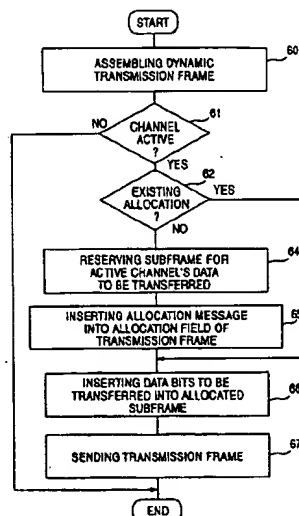 START
ASSEMBLING DYNAMIC
TRANSMISSION FRAME
60
61
NO
CHANNEL
ACTIVE
?
YES
62
EXISTING
ALLOCATION
?
YES
NO
64
RESERVING SUBFRAME FOR
ACTIVE CHANNEL'S DATA
TO BE TRANSFERRED
65
INSERTING ALLOCATION MESSAGE
INTO ALLOCATION FIELD OF
TRANSMISSION FRAME
66
INSERTING DATA BITS TO BE
TRANSFERRED INTO ALLOCATED
SUBFRAME
67
SENDING TRANSMISSION FRAME
END